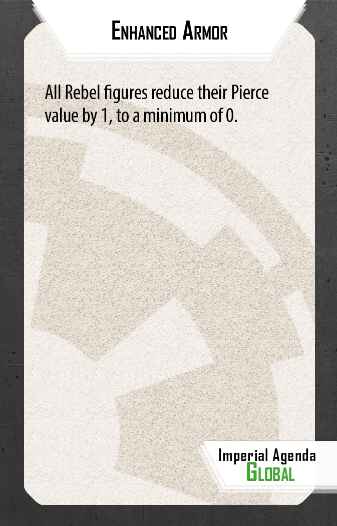 Enhanced Armor
All Rebel figures reduce their Pierce
value by 1, to a minimum of 0.
Imperial Agenda
Global